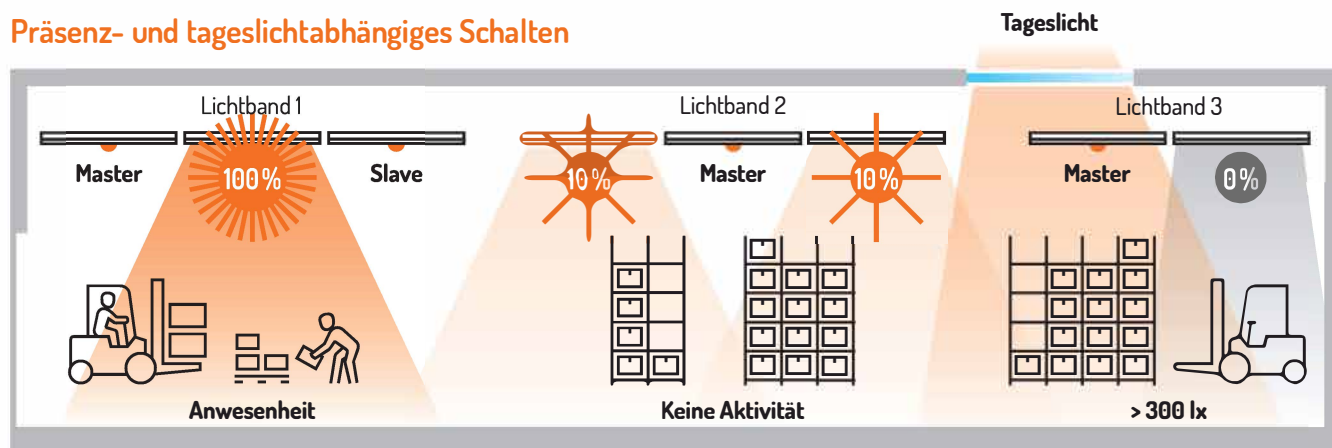 Präsenz- und tageslichtabhängiges Schalten
Tageslicht
Lichtband 1
Lichtband 2
Lichtband 3
Master
100%
Slave
10%
Master
10%
Master
0%
Anwesenheit
Keine Aktivität
> 300 lx